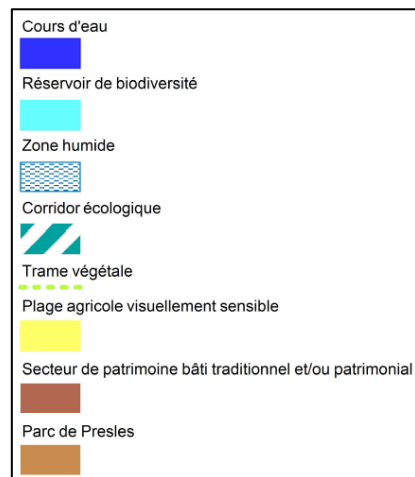 Cours d'eau
Réservoir de biodiversité
Zone humide
Corridor écologique
Trame végétale
Plage agricole visuellement sensible
Secteur de patrimoine bâti traditionnel et/ou patrimonial
Parc de Presles